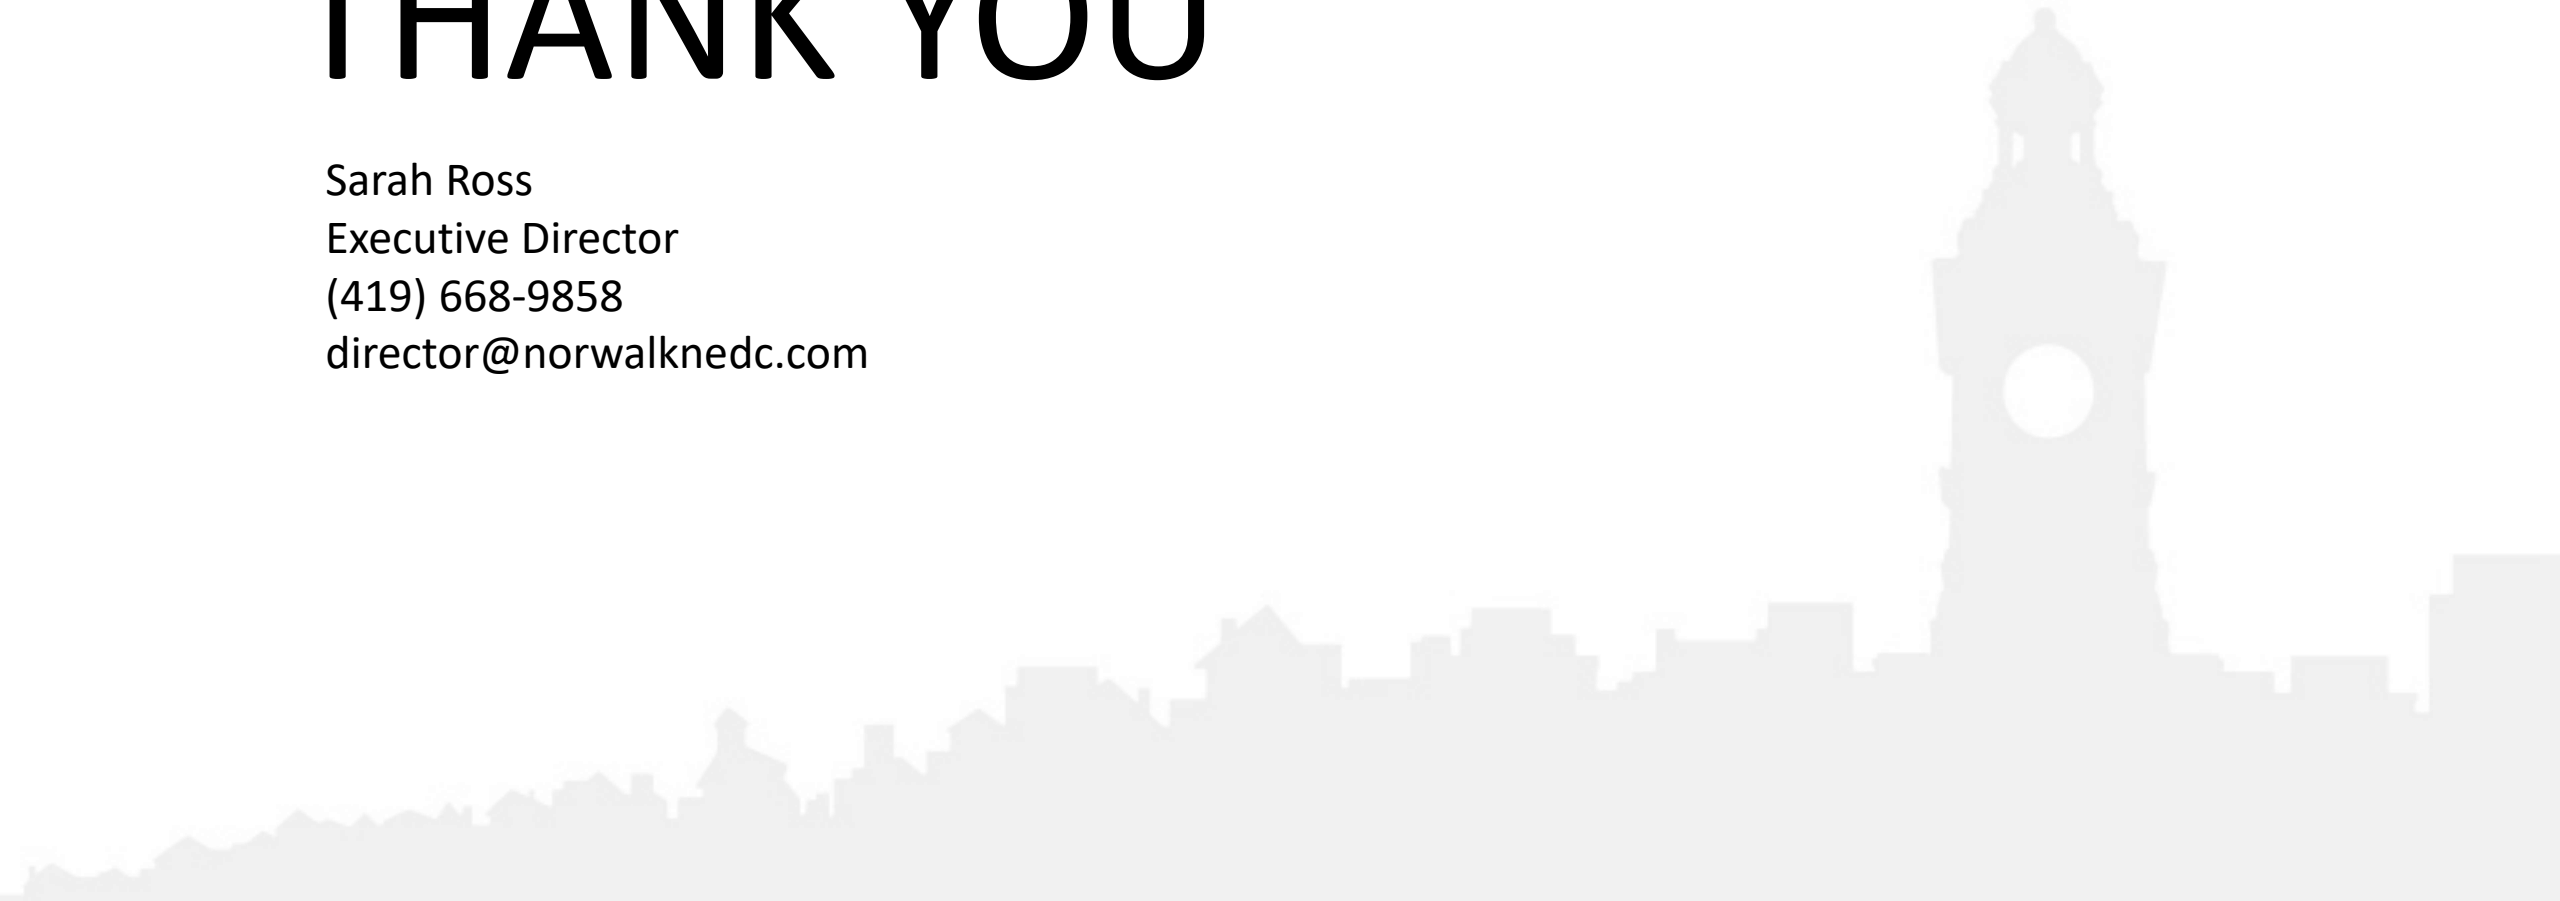 THANK YOU
Sarah Ross
Executive Director
(419) 668-9858
director@norwalknedc.com